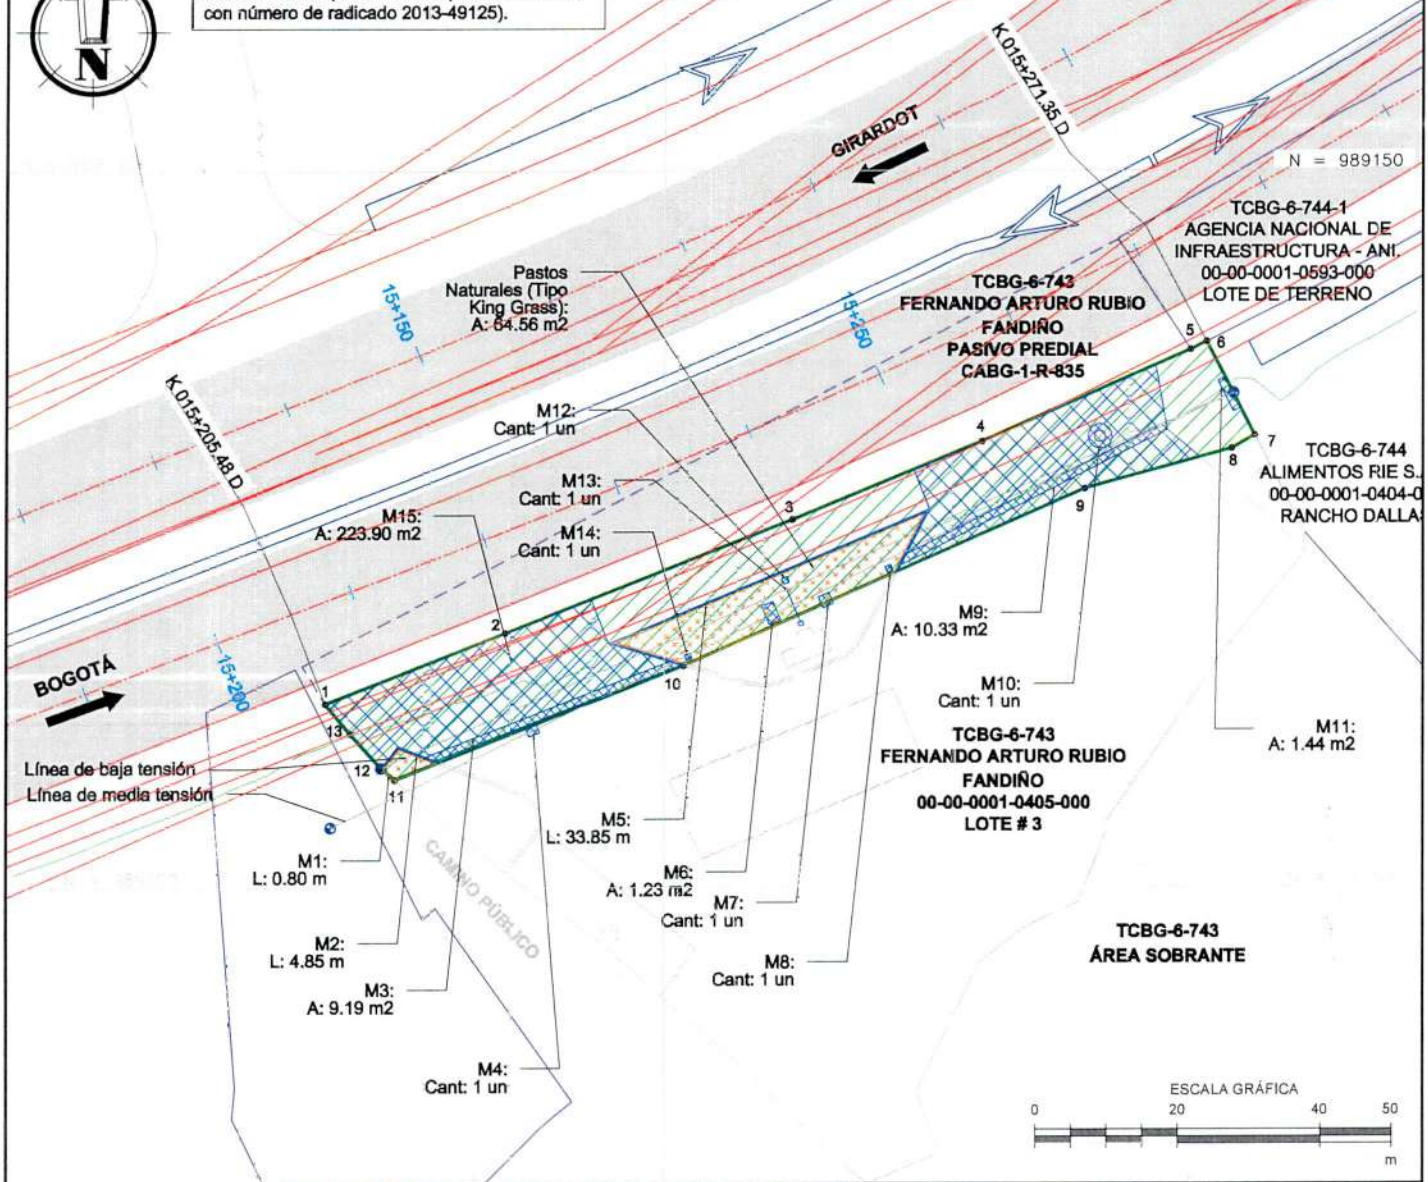 con número de radicado 2013-49125).
N
K 015+271.35 D
GIRARDOT
N = 989150
TCBG-6-744-1
AGENCIA NACIONAL DE
INFRAESTRUCTURA - ANI.
00-00-0001-0593-000
LOTE DE TERRENO
Pastos
Naturales (Tipo
King Grass):
A: 64.56 m2
15+150
15+250
TCBG-6-743
FERNANDO ARTURO RUBIO
FANDIÑO
PASIVO PREDIAL
CABG-1-R-835
5
6
K 015+205.48 D
M12:
Cant: 1 un
4
7
8
TCBG-6-744
ALIMENTOS RIE S.
00-00-0001-0404-0
RANCHO DALLA
M13:
Cant: 1 un
3
9
M15:
A: 223.90 m2
M14:
Cant: 1 un
2
M9:
A: 10.33 m2
BOGOTÁ
15+200
1
10
M10:
Cant: 1 un
13
M11:
A: 1.44 m2
TCBG-6-743
FERNANDO ARTURO RUBIO
FANDIÑO
00-00-0001-0405-000
LOTE # 3
Línea de baja tensión
12
Línea de media tensión
11
M5:
L: 33.85 m
M1:
L: 0.80 m
CAMINO PÚBLICO
M6:
A: 1.23 m2
M7:
Cant: 1 un
M2:
L: 4.85 m
TCBG-6-743
ÁREA SOBRANTE
M8:
Cant: 1 un
M3:
A: 9.19 m2
M4:
Cant: 1 un
ESCALA GRÁFICA
0 20 40 50
m